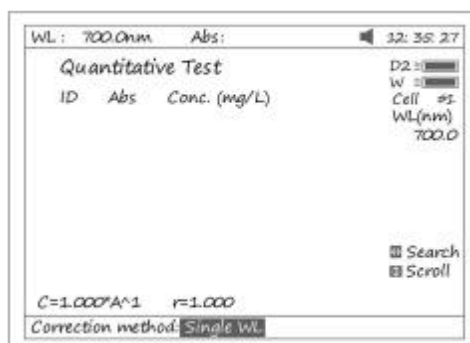 WL: 700.0nm Abs: 12:35:27
Quantitative Test
ID Abs Conc. (mg/L)
D2:
W :
Cell #1
WL(nm)
700.0
Search
Scroll
C=1.000*A^1 r=1.000
Correction method: Single WL